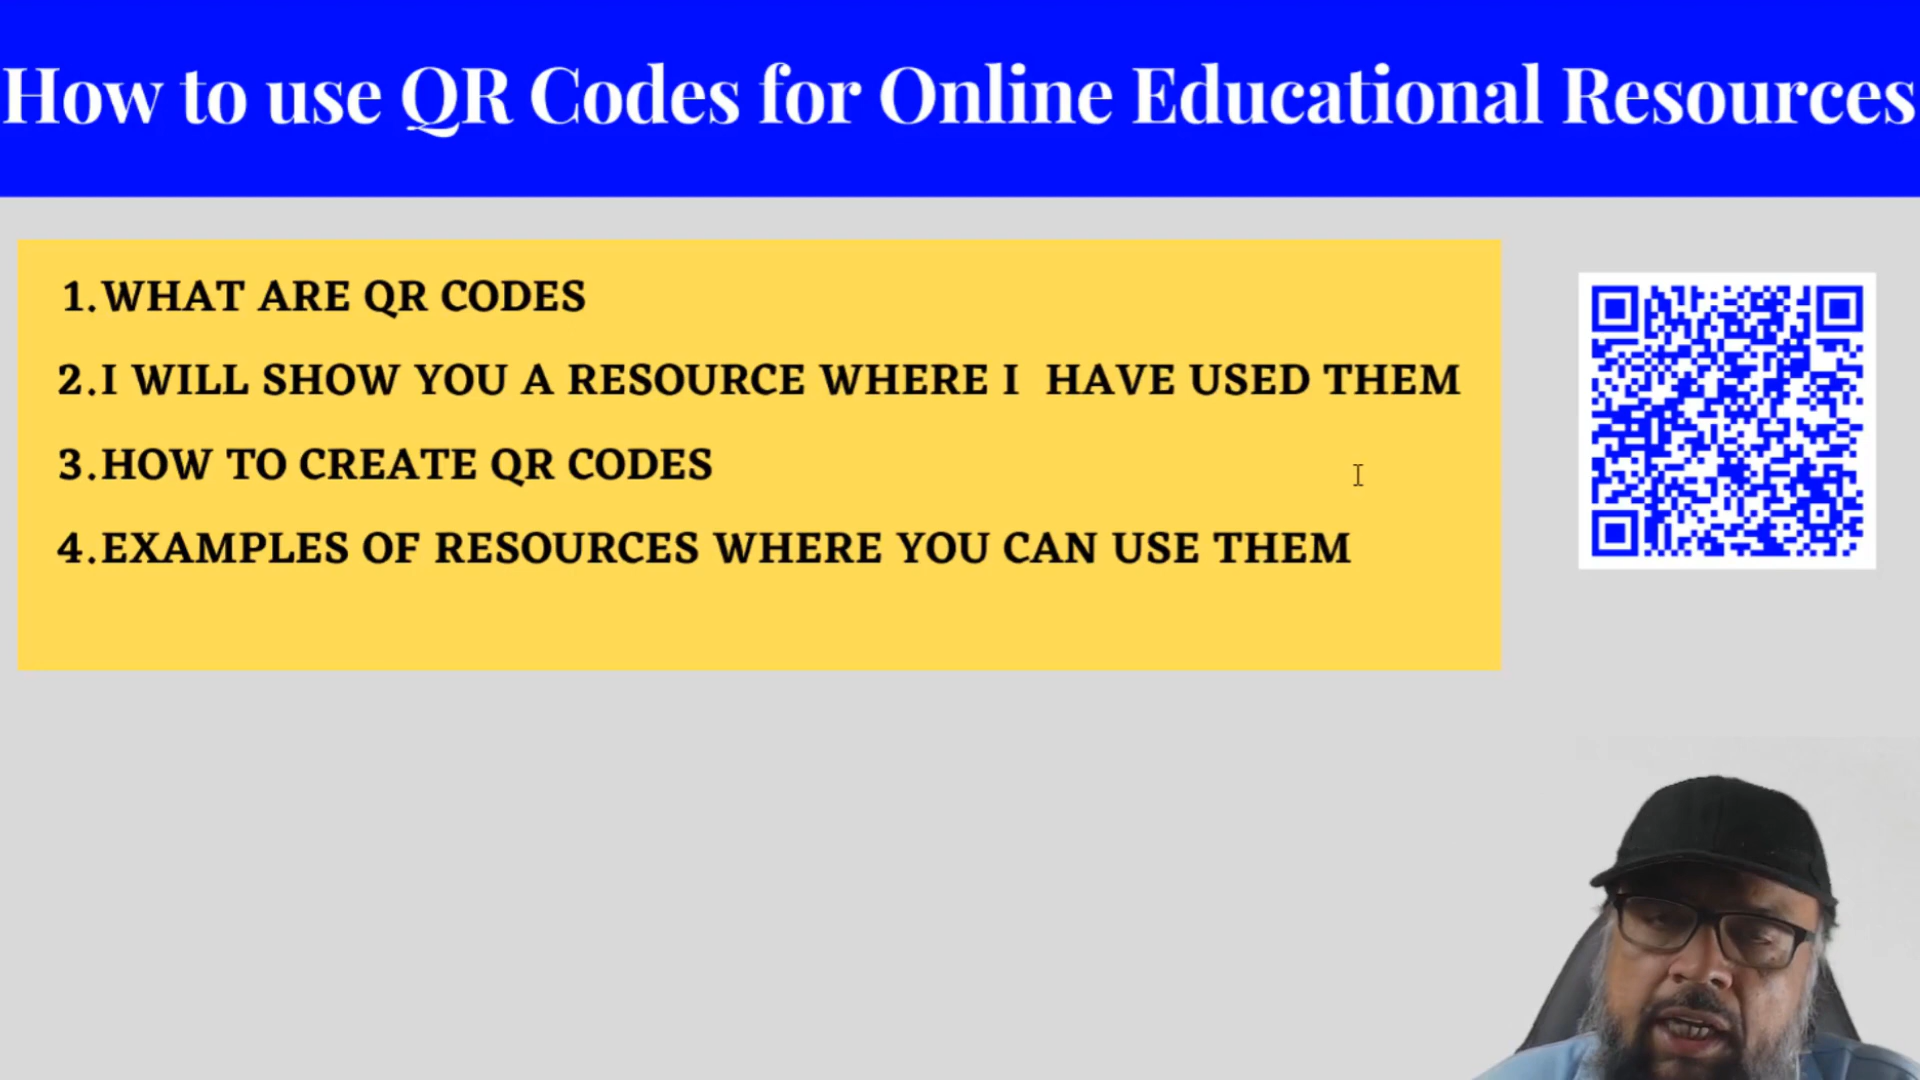 How to use QR Codes for Online Educational Resources
1.WHAT ARE QR CODES
2.I WILL SHOW YOU A RESOURCE WHERE I HAVE USED THEM
3.HOW TO CREATE QR CODES
4.EXAMPLES OF RESOURCES WHERE YOU CAN USE THEM